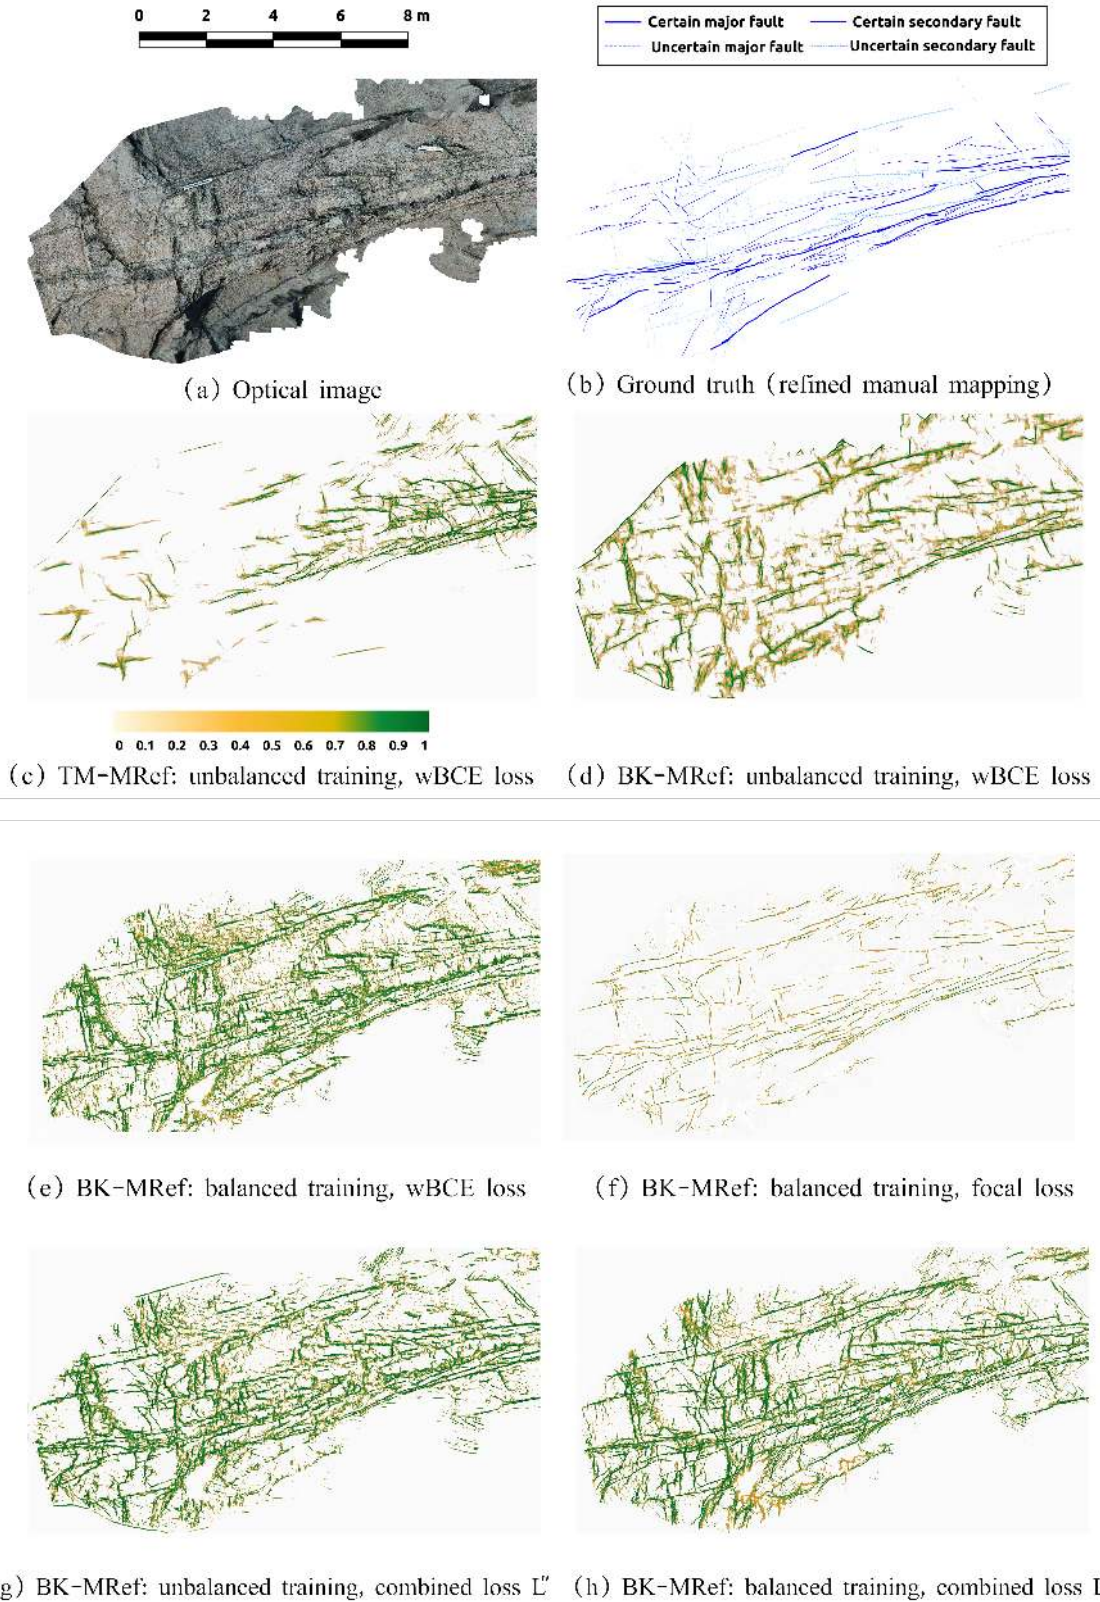 0 2 4 6 8 m
Certain major fault Certain secondary fault
Uncertain major fault Uncertain secondary fault
(a) Optical image
(b) Ground truth (refined manual mapping)
0 0.1 0.2 0.3 0.4 0.5 0.6 0.7 0.8 0.9 1
(c) TM-MRef: unbalanced training, wBCE loss
(d) BK-MRef: unbalanced training, wBCE loss
(e) BK-MRef: balanced training, wBCE loss
(f) BK-MRef: balanced training, focal loss
g) BK-MRef: unbalanced training, combined loss L"
(h) BK-MRef: balanced training, combined loss